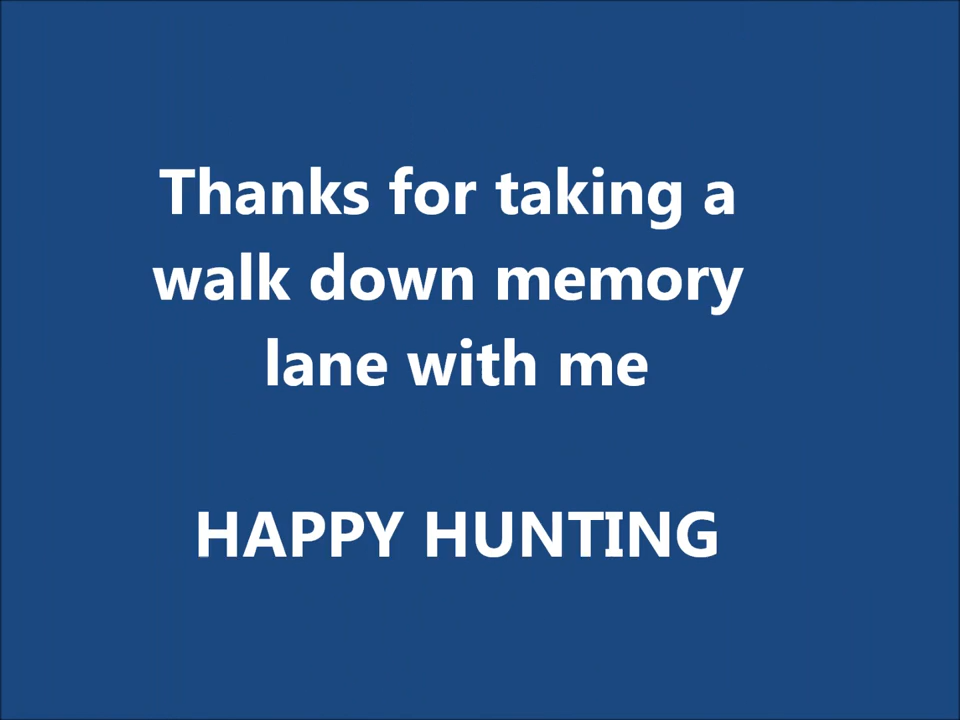 Thanks for taking a
walk down memory
lane with me
HAPPY HUNTING